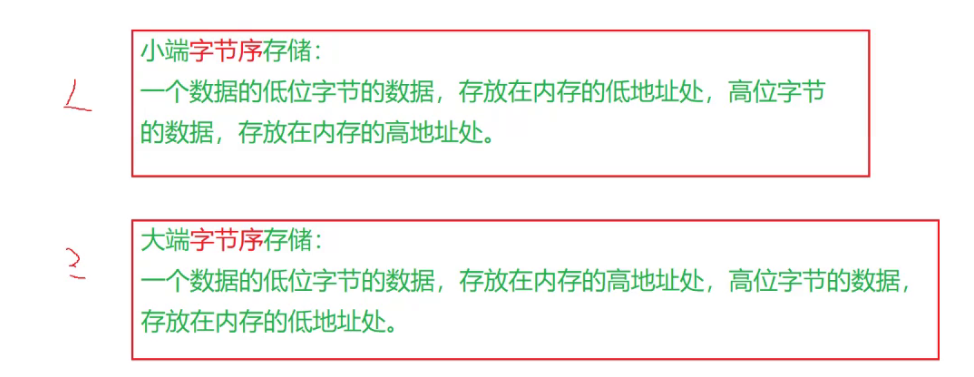 小端字节序存储：
1
一个数据的低位字节的数据，存放在内存的低地址处，高位字节
的数据，存放在内存的高地址处。
大端字节序存储：
2
一个数据的低位字节的数据，存放在内存的高地址处，高位字节的数据，
存放在内存的低地址处。